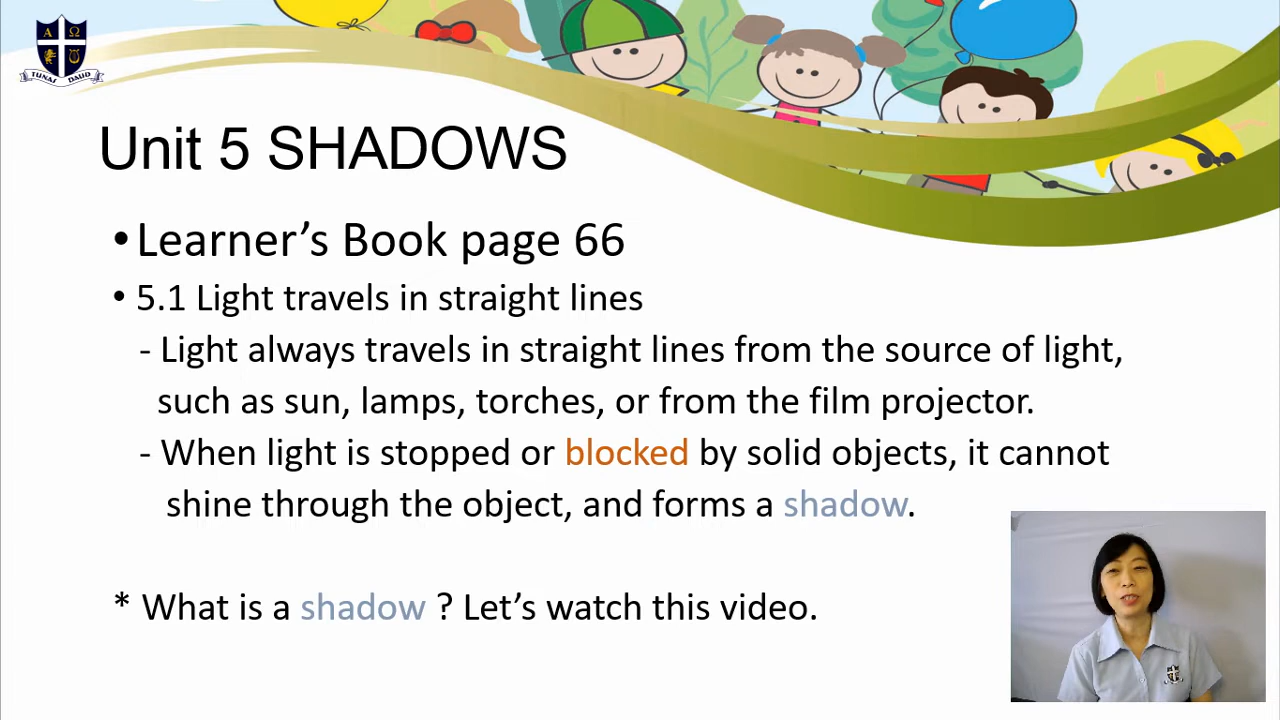 Α Ω
TUNAS DAUD
Unit 5 SHADOWS
•Learner’s Book page 66
• 5.1 Light travels in straight lines
- Light always travels in straight lines from the source of light,
such as sun, lamps, torches, or from the film projector.
- When light is stopped or blocked by solid objects, it cannot
shine through the object, and forms a shadow.
* What is a shadow ? Let’s watch this video.